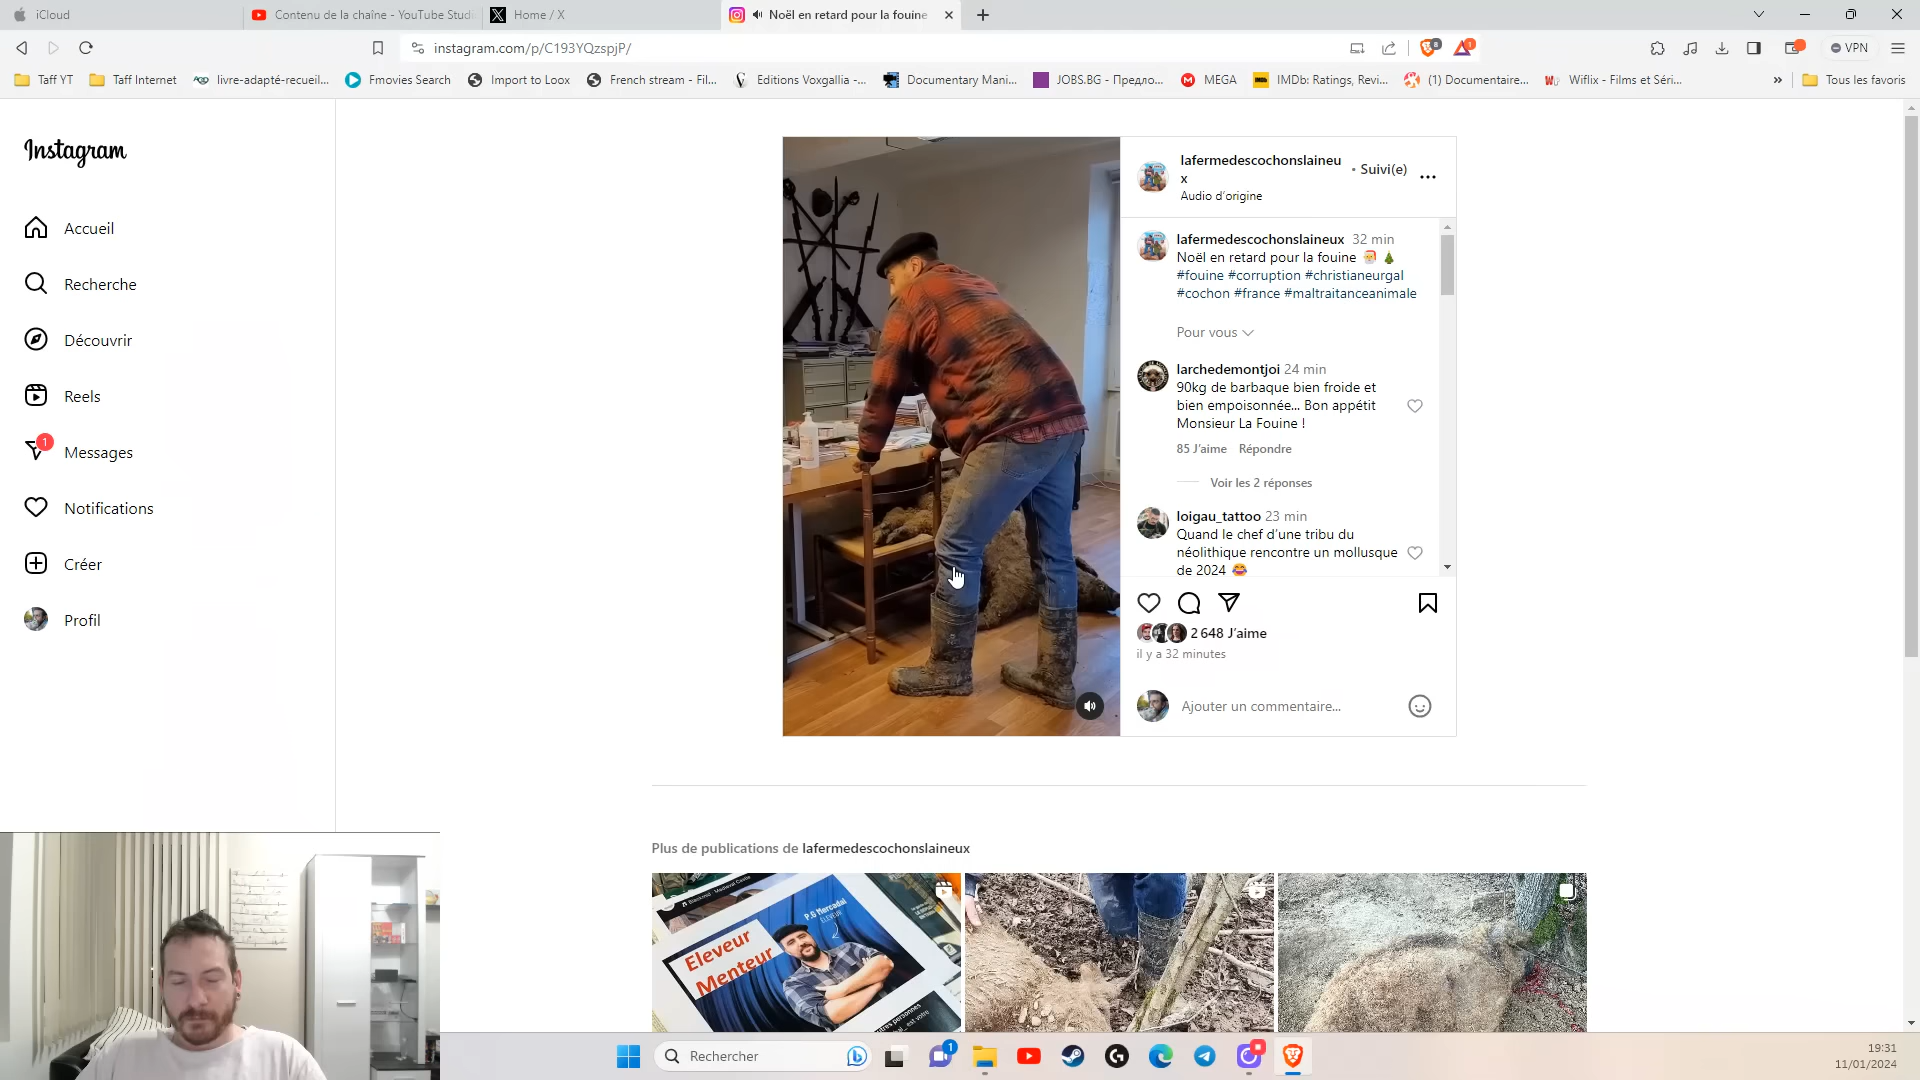 iCloud
Contenu de la chaîne - YouTube Studi
Home / X
Noël en retard pour la fouine
instagram.com/p/C193YQzspjP/
8
1
VPN
Taff YT
Taff Internet
livre-adapté-recueil...
Fmovies Search
Import to Loox
French stream - Fil...
Editions Voxgallia -...
Documentary Mani...
JOBS.BG - Предло...
MEGA
IMDb: Ratings, Revi...
(1) Documentaire...
Wiflix - Films et Séri...
»
Tous les favoris
Instagram
Accueil
Recherche
Découvrir
Reels
1
Messages
Notifications
Créer
Profil
lafermedescochonslaineu
x
• Suivi(e)
Audio d'origine
lafermedescochonslaineux 32 min
Noël en retard pour la fouine 🎅 🎄
#fouine #corruption #christianeurgal
#cochon #france #maltraitanceanimale
Pour vous
larchedemontjoi 24 min
90kg de barbaque bien froide et
bien empoisonnée... Bon appétit
Monsieur La Fouine !
85 J'aime Répondre
Voir les 2 réponses
loigau_tattoo 23 min
Quand le chef d'une tribu du
néolithique rencontre un mollusque
de 2024 😂
2 648 J'aime
il y a 32 minutes
Ajouter un commentaire...
Plus de publications de lafermedescochonslaineux
P.G Mercadal
ELEVEUR
Eleveur
Menteur
Rechercher
1
19:31
11/01/2024